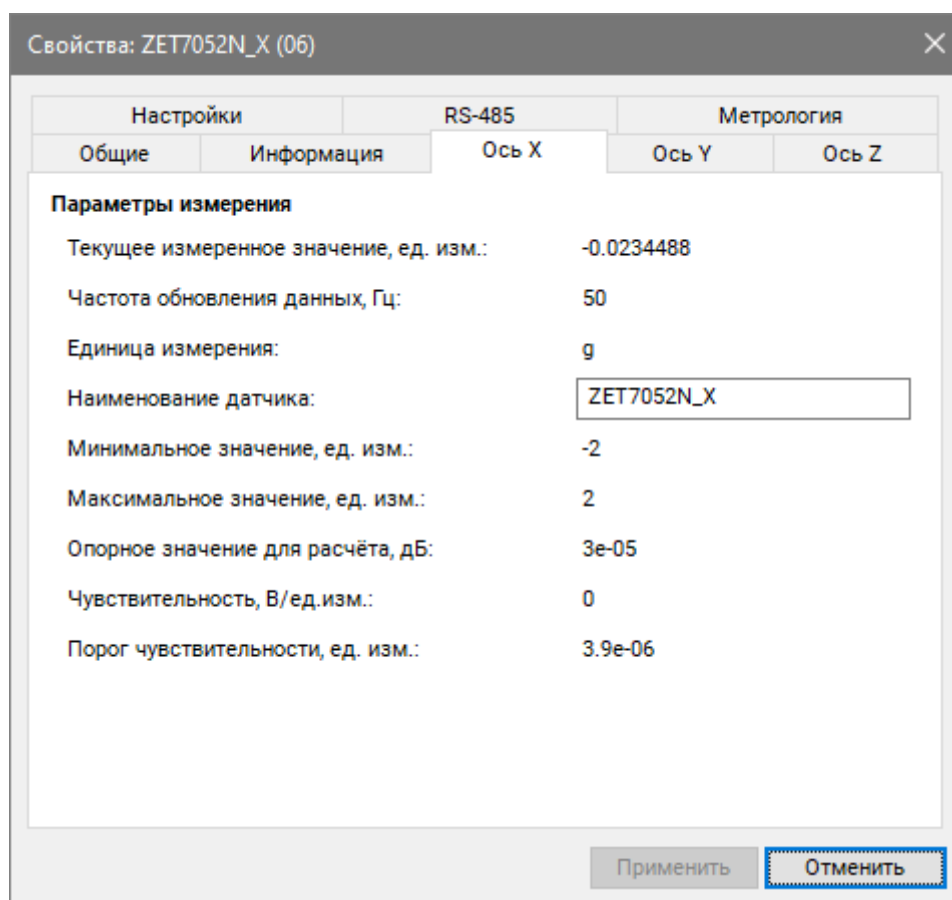 Свойства: ZET7052N_X (06)
Настройки RS-485 Метрология
Общие Информация Ось X Ось Y Ось Z
Параметры измерения
Текущее измеренное значение, ед. изм.: -0.0234488
Частота обновления данных, Гц: 50
Единица измерения: g
Наименование датчика: ZET7052N_X
Минимальное значение, ед. изм.: -2
Максимальное значение, ед. изм.: 2
Опорное значение для расчёта, дБ: 3e-05
Чувствительность, В/ед.изм.: 0
Порог чувствительности, ед. изм.: 3.9e-06
Применить Отменить